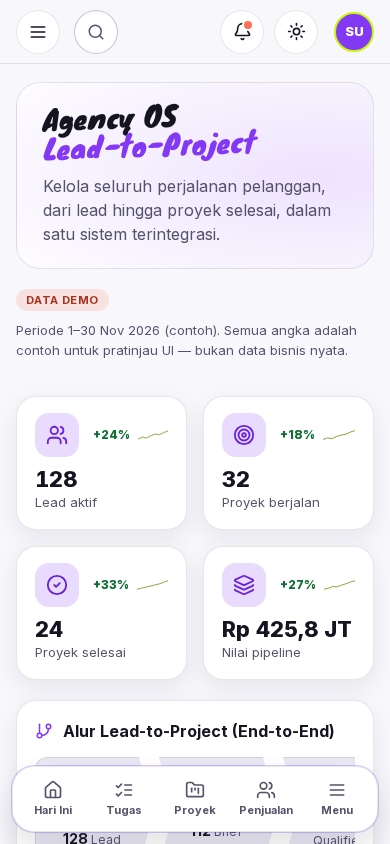 SU
Agency OS
Lead-to-Project
Kelola seluruh perjalanan pelanggan,
dari lead hingga proyek selesai, dalam
satu sistem terintegrasi.
DATA DEMO
Periode 1–30 Nov 2026 (contoh). Semua angka adalah
contoh untuk pratinjau UI — bukan data bisnis nyata.
+24%
128
Lead aktif
+18%
32
Proyek berjalan
+33%
24
Proyek selesai
+27%
Rp 425,8 JT
Nilai pipeline
Alur Lead-to-Project (End-to-End)
Hari Ini
Tugas
Proyek
Penjualan
Menu
128 Lead
112 Brief